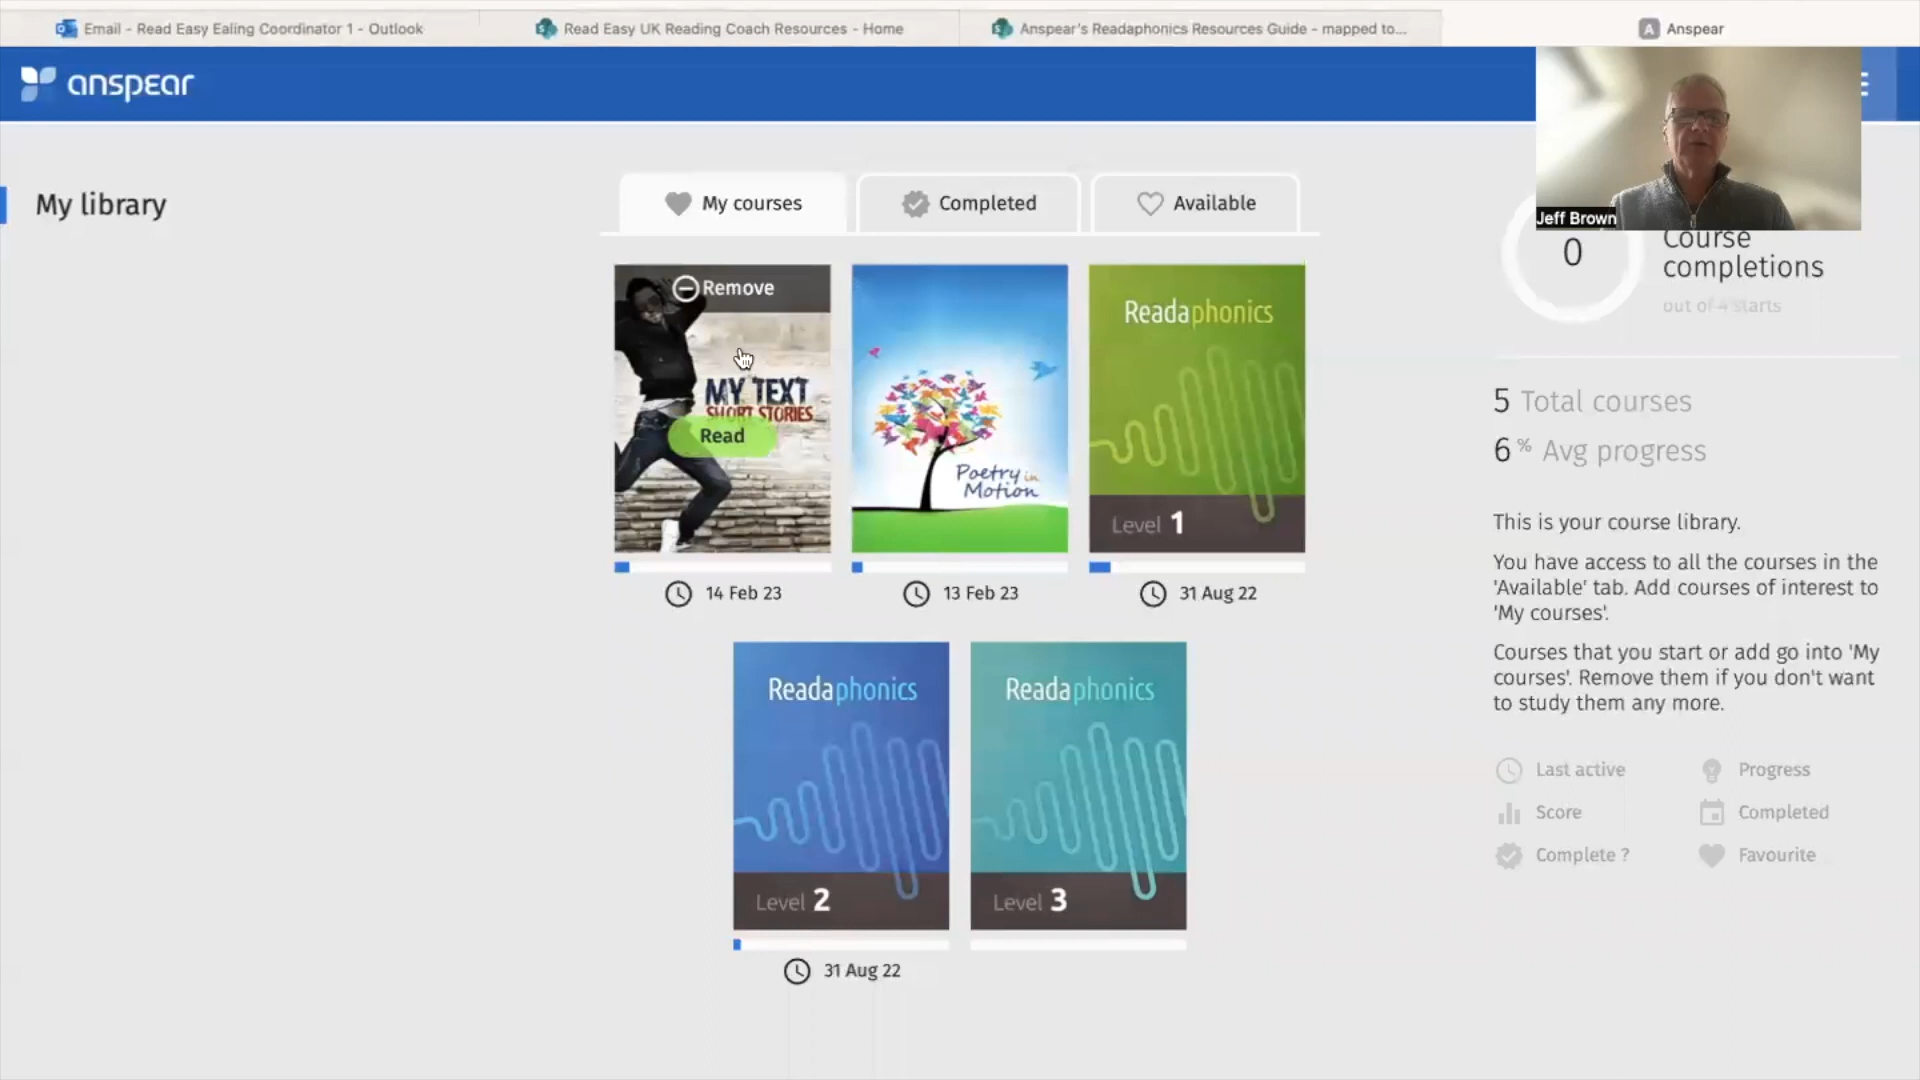 Email - Read Easy Ealing Coordinator 1 - Outlook
Read Easy UK Reading Coach Resources - Home
Anspear's Readaphonics Resources Guide - mapped to...
A Anspear
anspear
Jeff Brown
My library
My courses
Completed
Available
0
Course
completions
out of 4 starts
Remove
MY TEXT
SHORT STORIES
Read
Poetry in
Motion
Readaphonics
Level 1
14 Feb 23
13 Feb 23
31 Aug 22
Readaphonics
Level 2
Readaphonics
Level 3
31 Aug 22
5 Total courses
6 % Avg progress
This is your course library.
You have access to all the courses in the
'Available' tab. Add courses of interest to
'My courses'.
Courses that you start or add go into 'My
courses'. Remove them if you don't want
to study them any more.
Last active
Progress
Score
Completed
Complete ?
Favourite